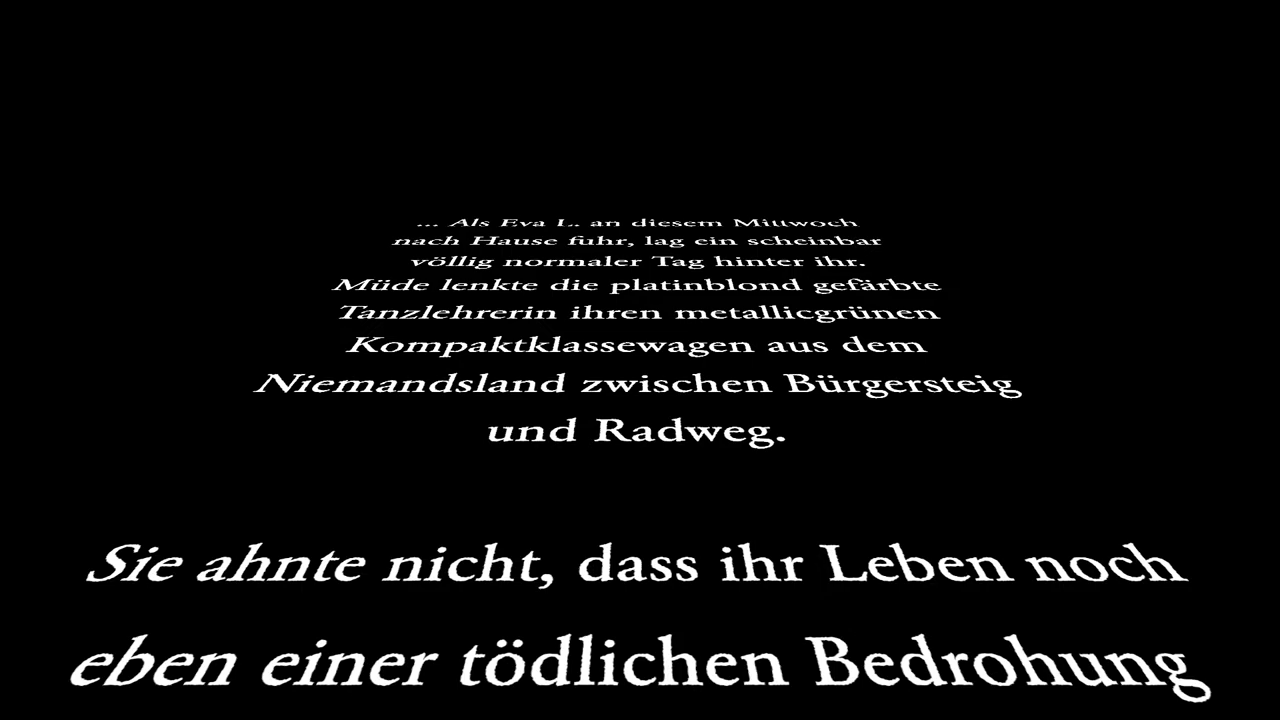 ... Als Eva L. an diesem Mittwoch
nach Hause fuhr, lag ein scheinbar
völlig normaler Tag hinter ihr.
Müde lenkte die platinblond gefärbte
Tanzlehrerin ihren metallicgrünen
Kompaktklassewagen aus dem
Niemandsland zwischen Bürgersteig
und Radweg.
Sie ahnte nicht, dass ihr Leben noch
eben einer tödlichen Bedrohung